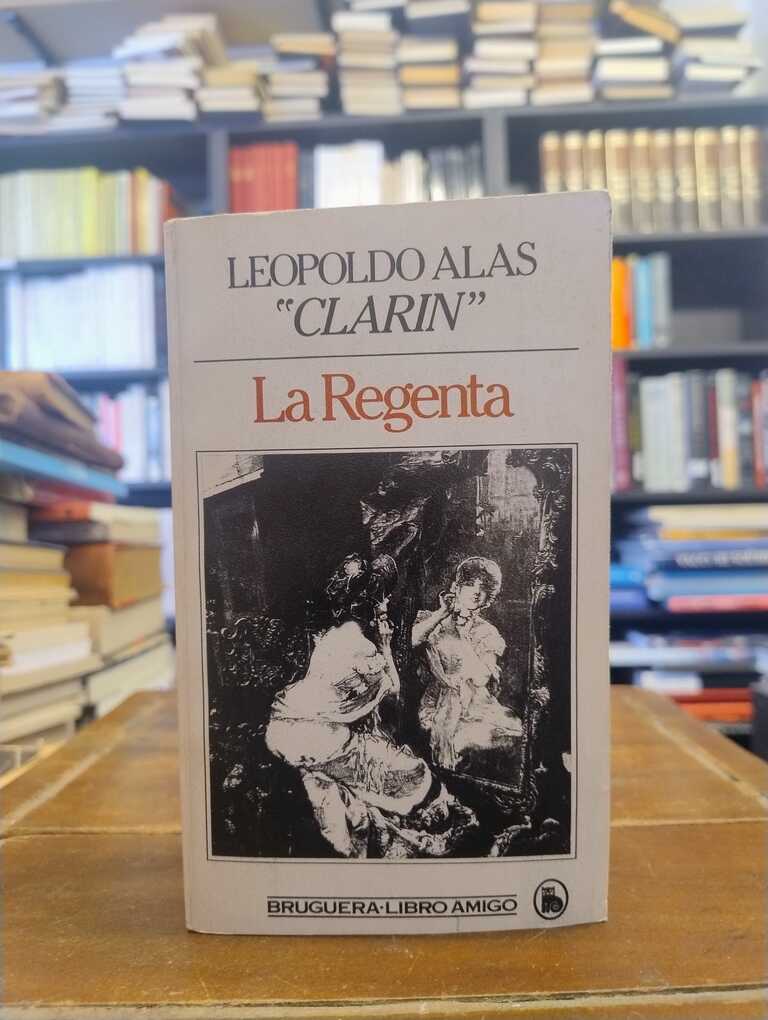 LEOPOLDO ALAS
“CLARIN”
La Regenta
BRUGUERA·LIBRO AMIGO